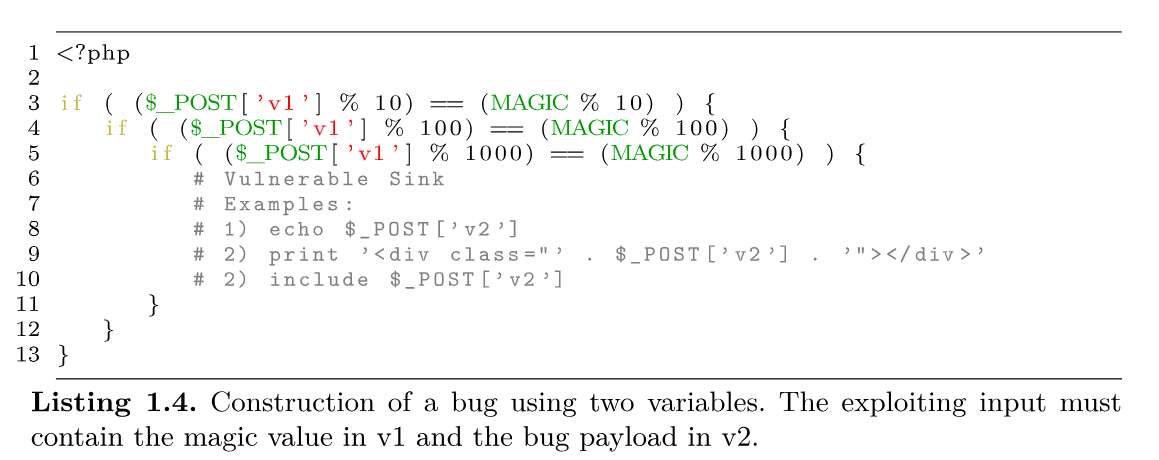 1 <?php
2
3 if ( ($_POST['v1'] % 10) == (MAGIC % 10) ) {
4     if ( ($_POST['v1'] % 100) == (MAGIC % 100) ) {
5         if ( ($_POST['v1'] % 1000) == (MAGIC % 1000) ) {
6             # Vulnerable Sink
7             # Examples:
8             # 1) echo $_POST['v2']
9             # 2) print '<div class="' . $_POST['v2'] . '"></div>'
10             # 2) include $_POST['v2']
11         }
12     }
13 }
Listing 1.4. Construction of a bug using two variables. The exploiting input must
contain the magic value in v1 and the bug payload in v2.